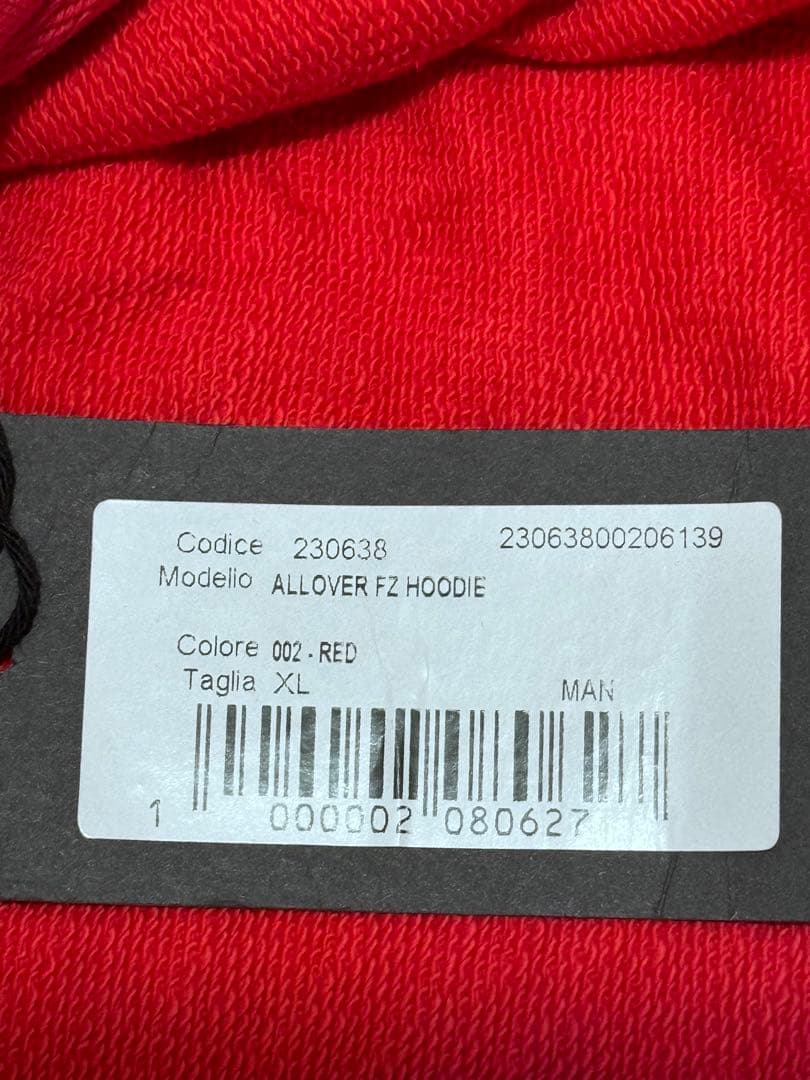 Codice 230638 23063800206139
Modelio ALLOVER FZ HOODIE
Colore 002 - RED
Taglia XL MAN
1 000002 080627